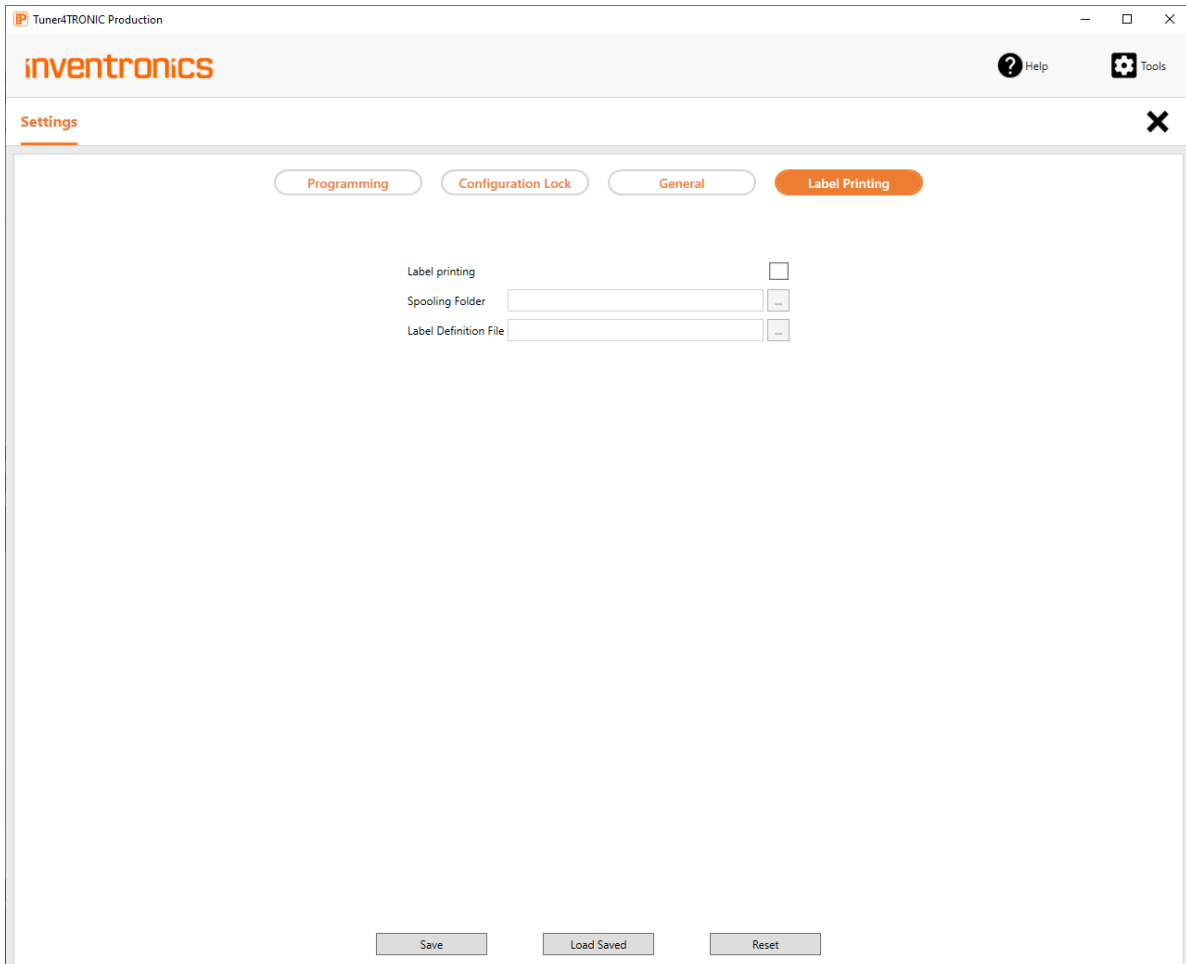 Tuner4TRONIC Production
inventronics
Help
Tools
Settings
Programming
Configuration Lock
General
Label Printing
Label printing
Spooling Folder
...
Label Definition File
...
Save
Load Saved
Reset